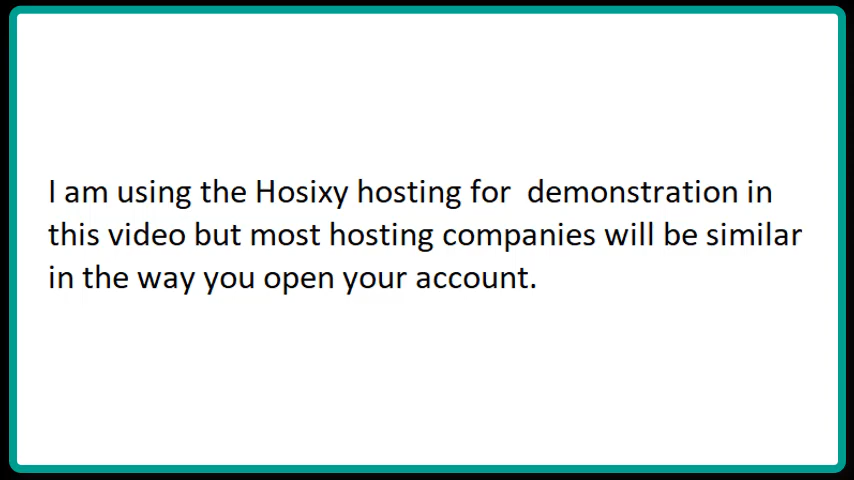 I am using the Hosixy hosting for  demonstration in
this video but most hosting companies will be similar
in the way you open your account.